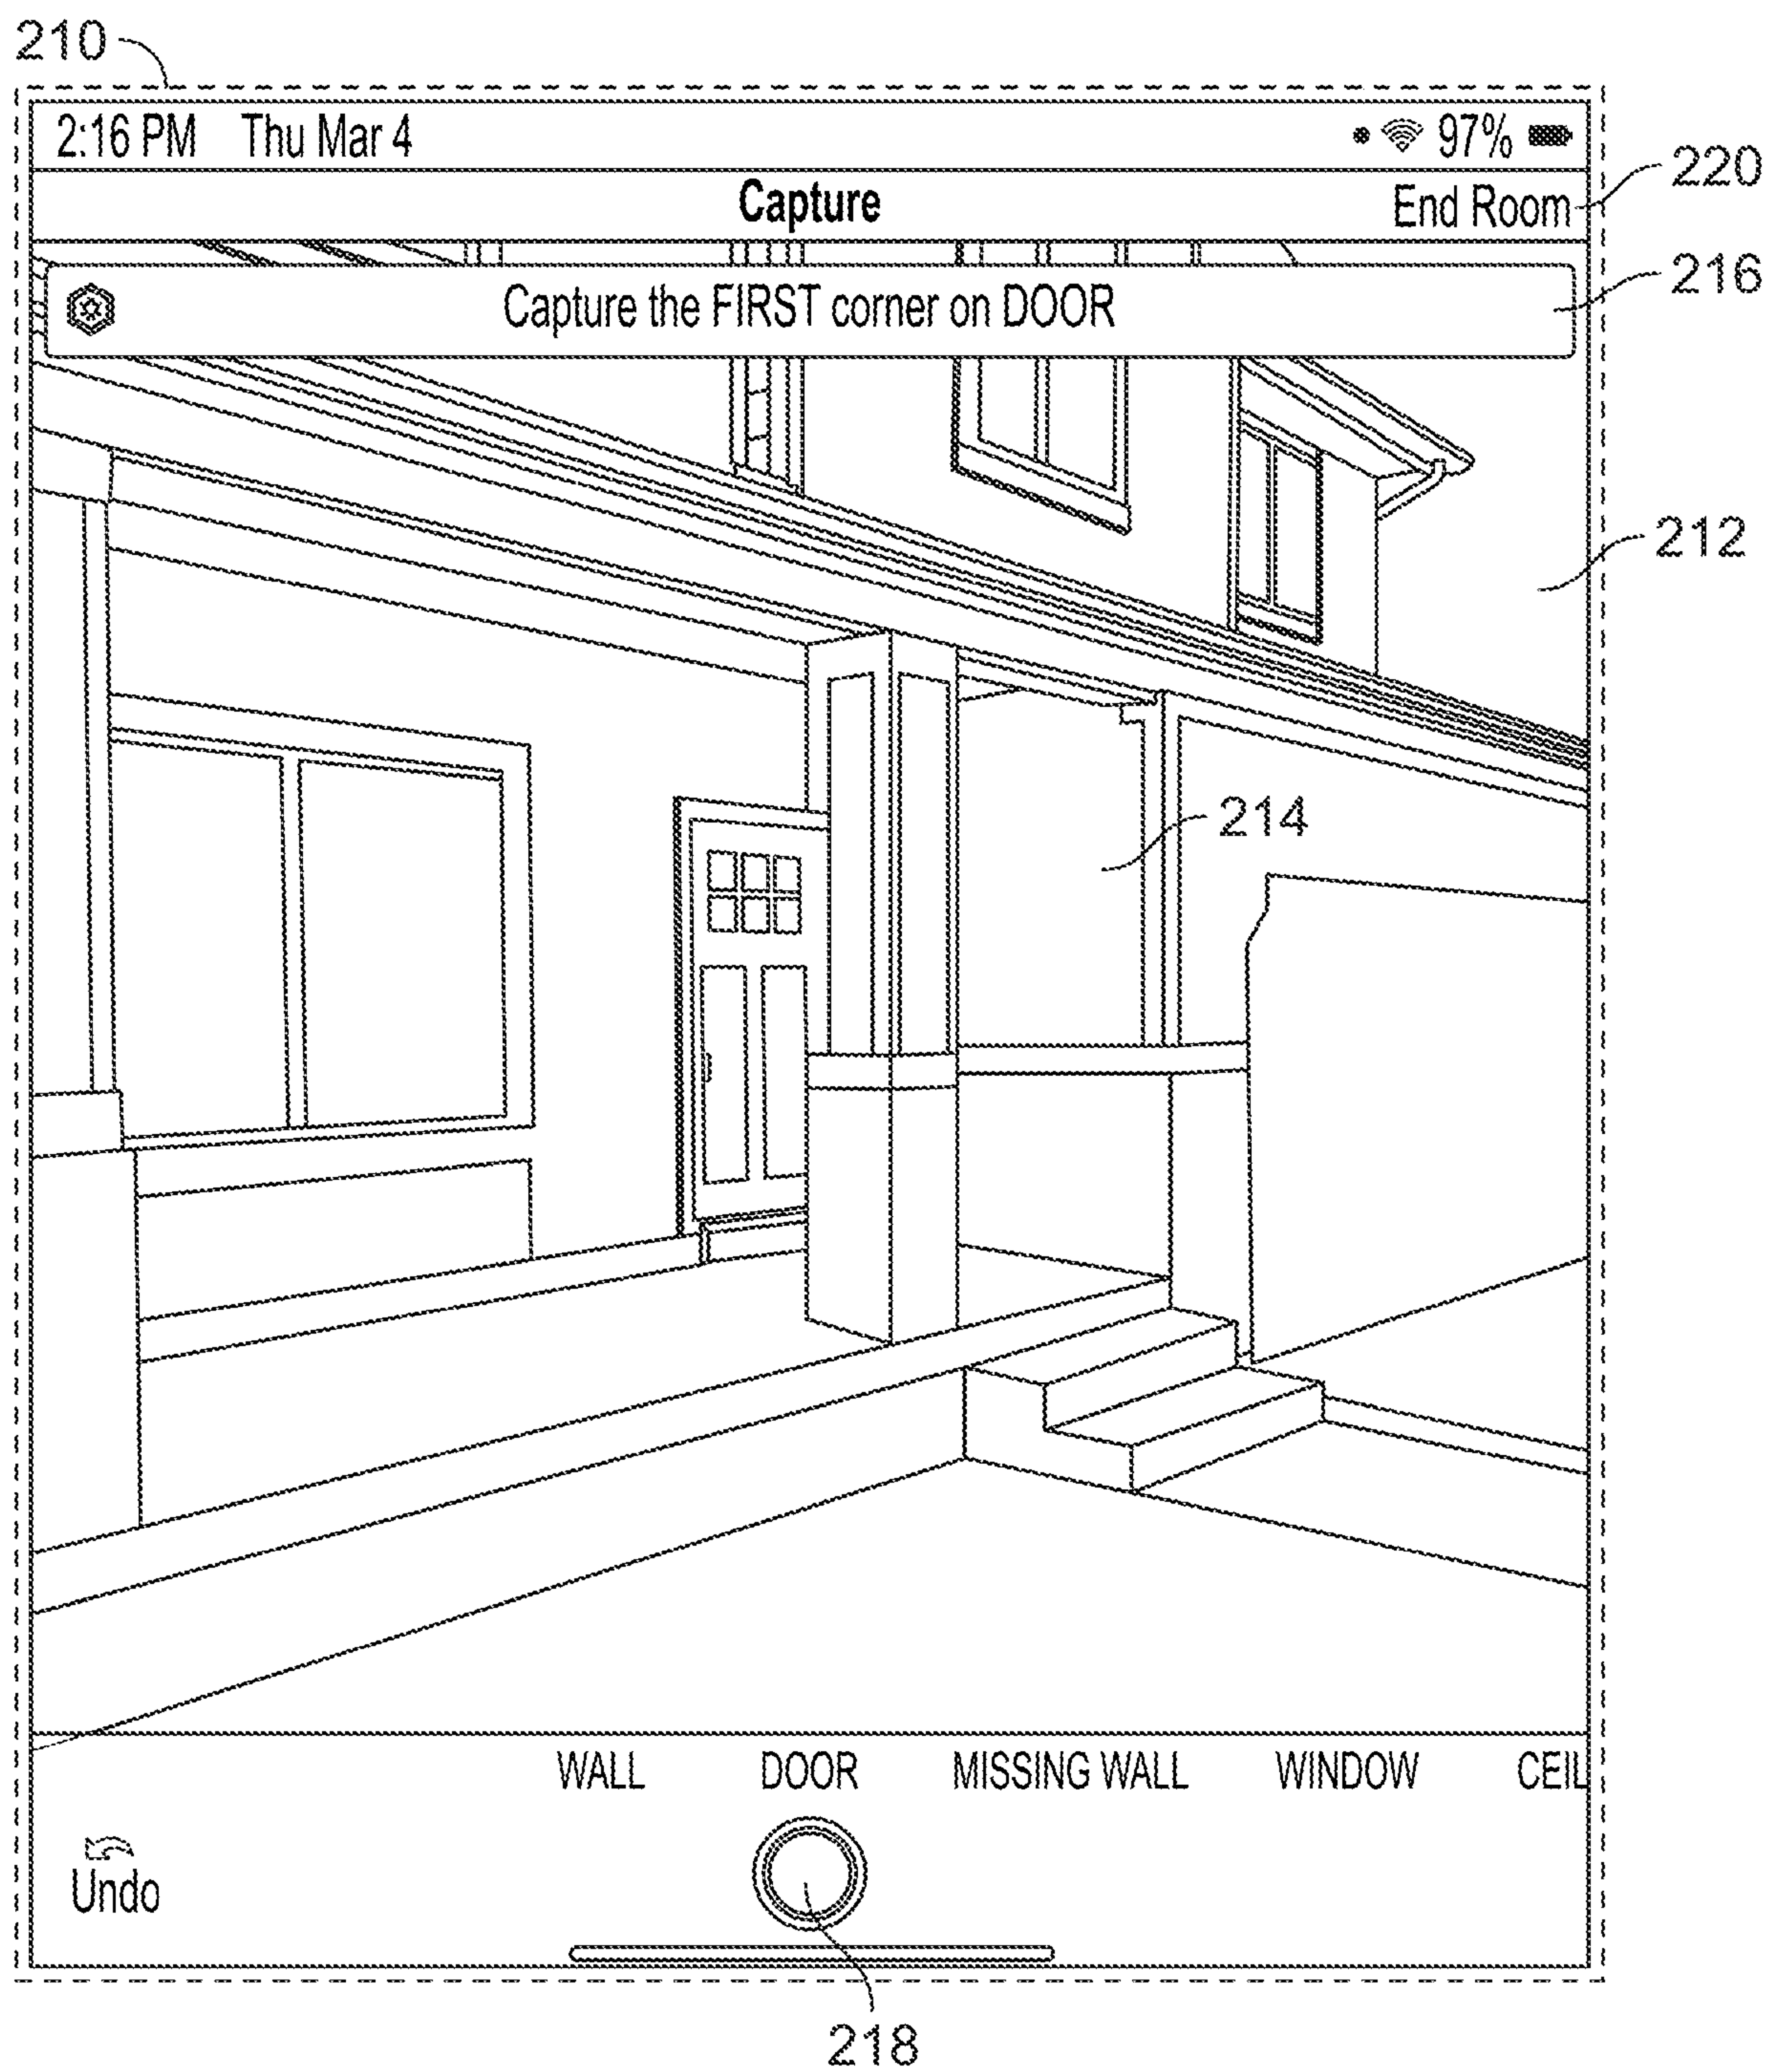 210
2:16 PM Thu Mar 4 97%
220
Capture End Room
216
Capture the FIRST corner on DOOR
212
214
WALL DOOR MISSING WALL WINDOW CEIL
Undo
218